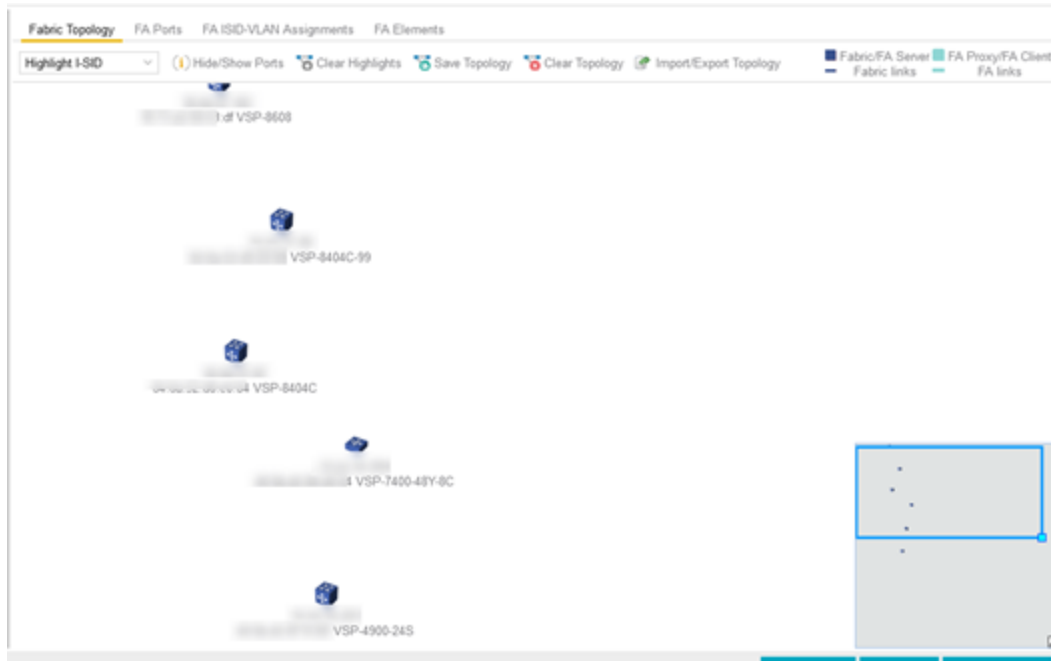 Fabric Topology FA Ports FA ISID-VLAN Assignments FA Elements
Highlight I-SID Hide/Show Ports Clear Highlights Save Topology Clear Topology Import/Export Topology Fabric/FA Server FA Proxy/FA Client
Fabric links FA links
df VSP-8608
VSP-8404C-99
VSP-8404C
VSP-7400-48Y-8C
VSP-4900-24S